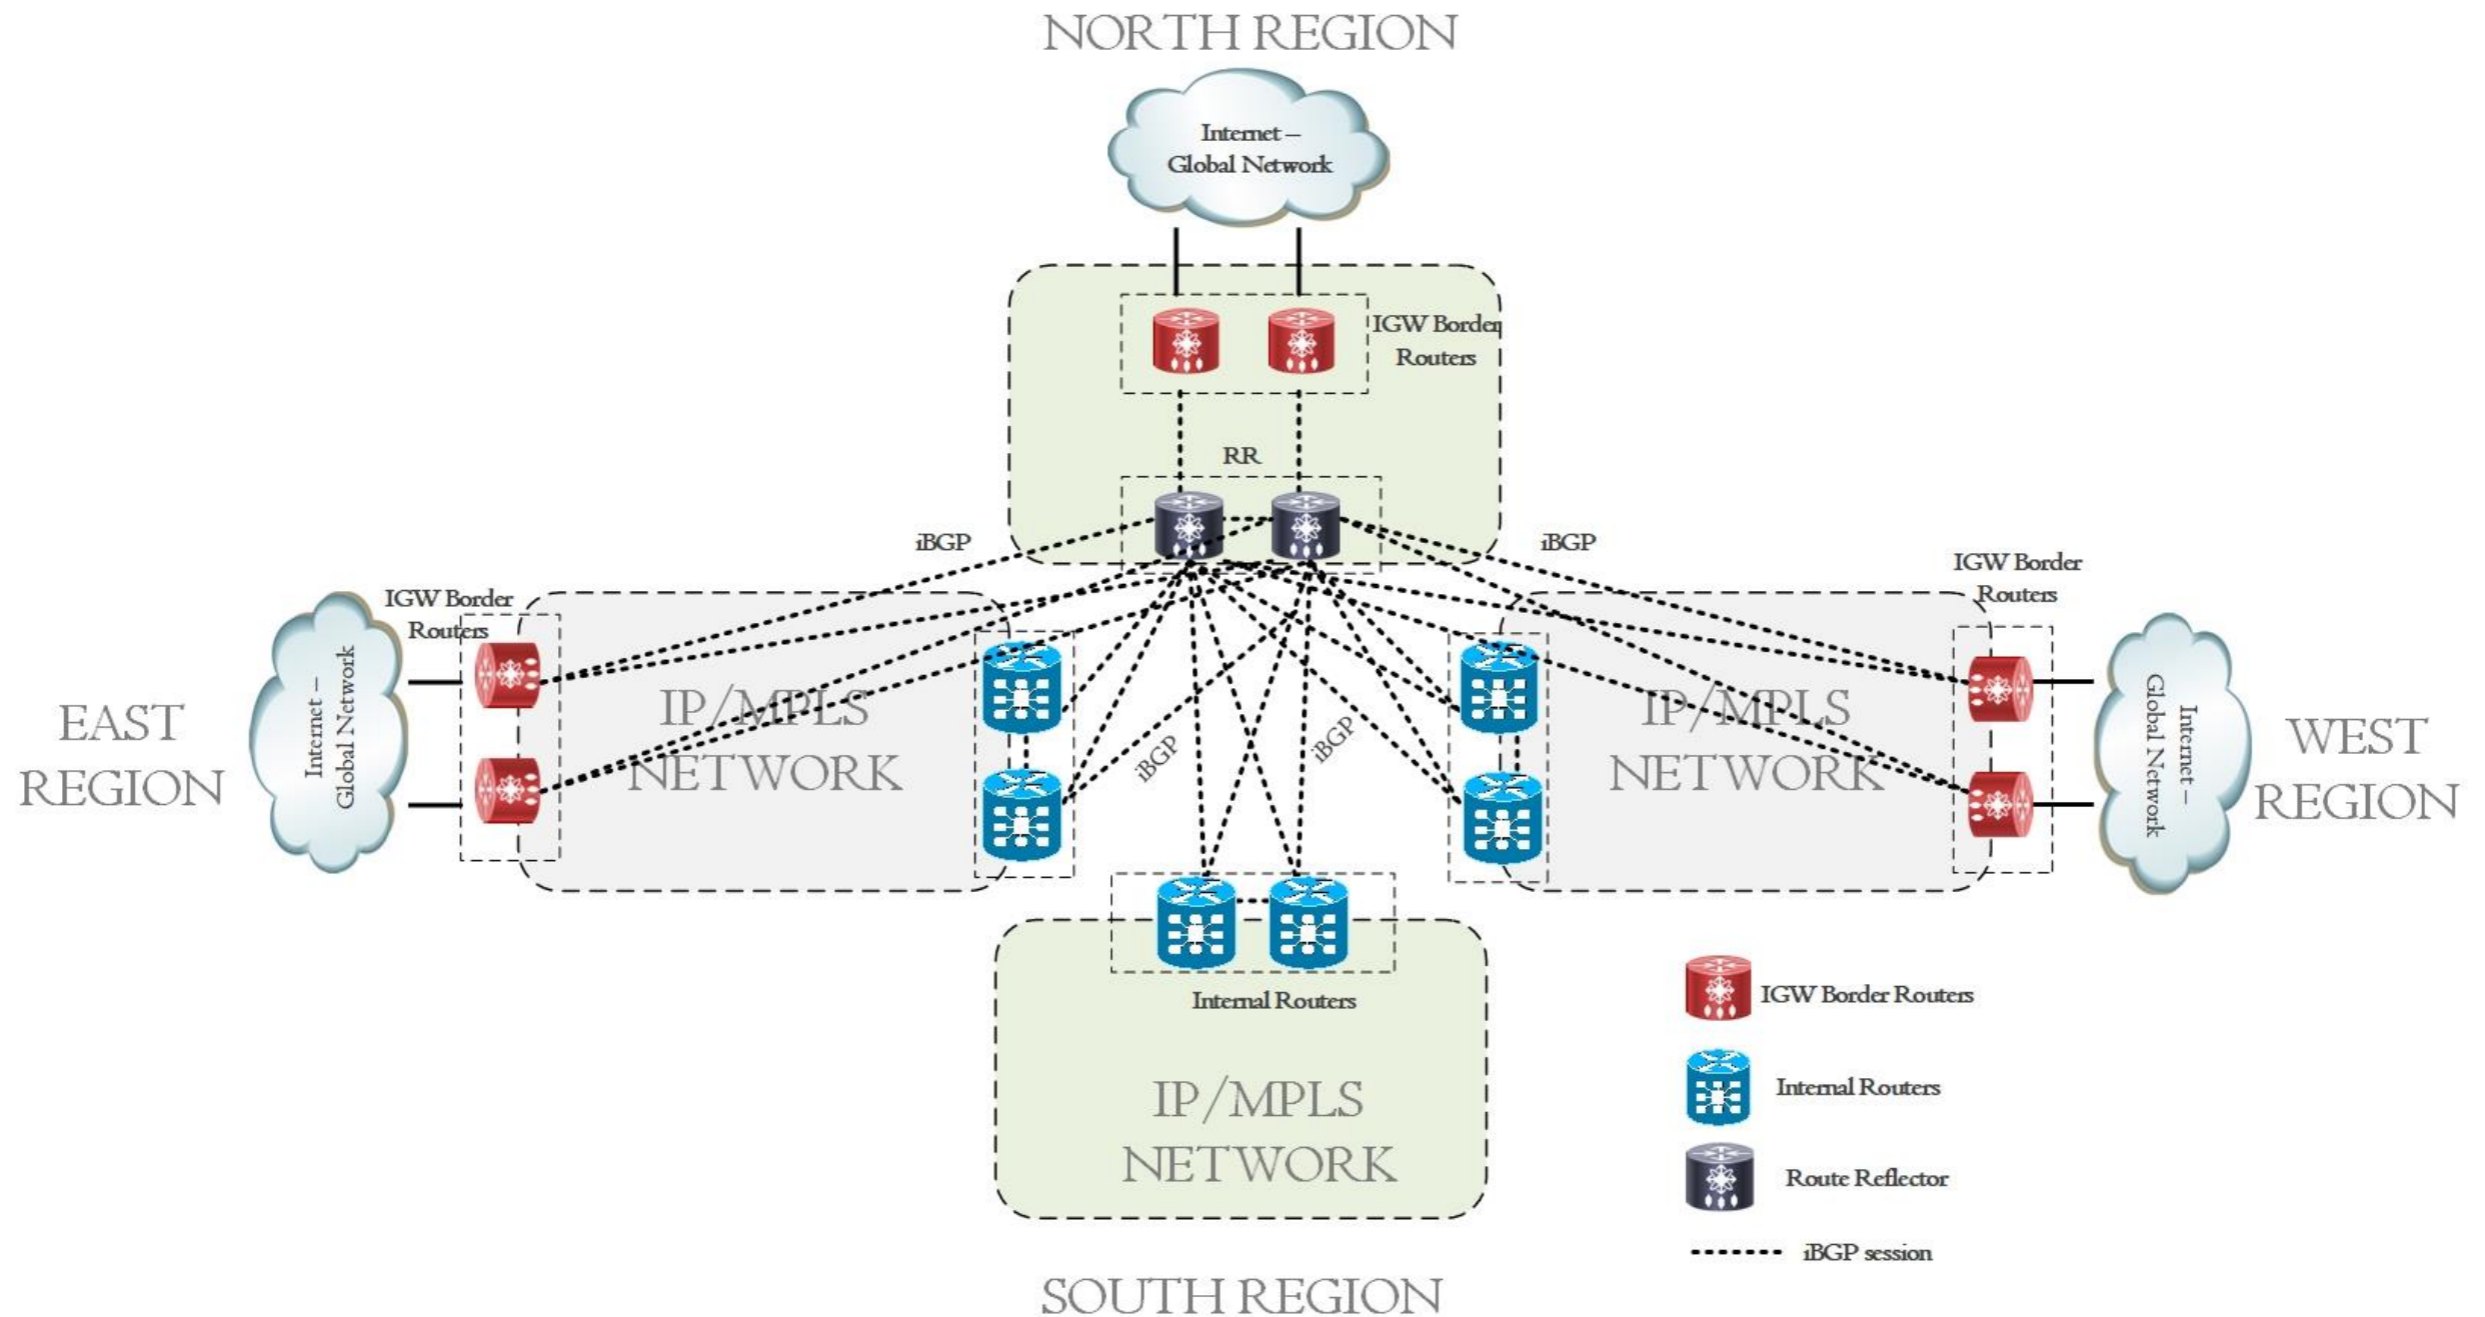 NORTH REGION
Internet –
Global Network
IGW Border
Routers
RR
iBGP
iBGP
IGW Border
Routers
IGW Border
Routers
Internet –
Global Network
EAST
REGION
IP/MPLS
NETWORK
iBGP
iBGP
IP/MPLS
NETWORK
Internet –
Global Network
WEST
REGION
Internal Routers
IP/MPLS
NETWORK
IGW Border Routers
Internal Routers
Route Reflector
iBGP session
SOUTH REGION